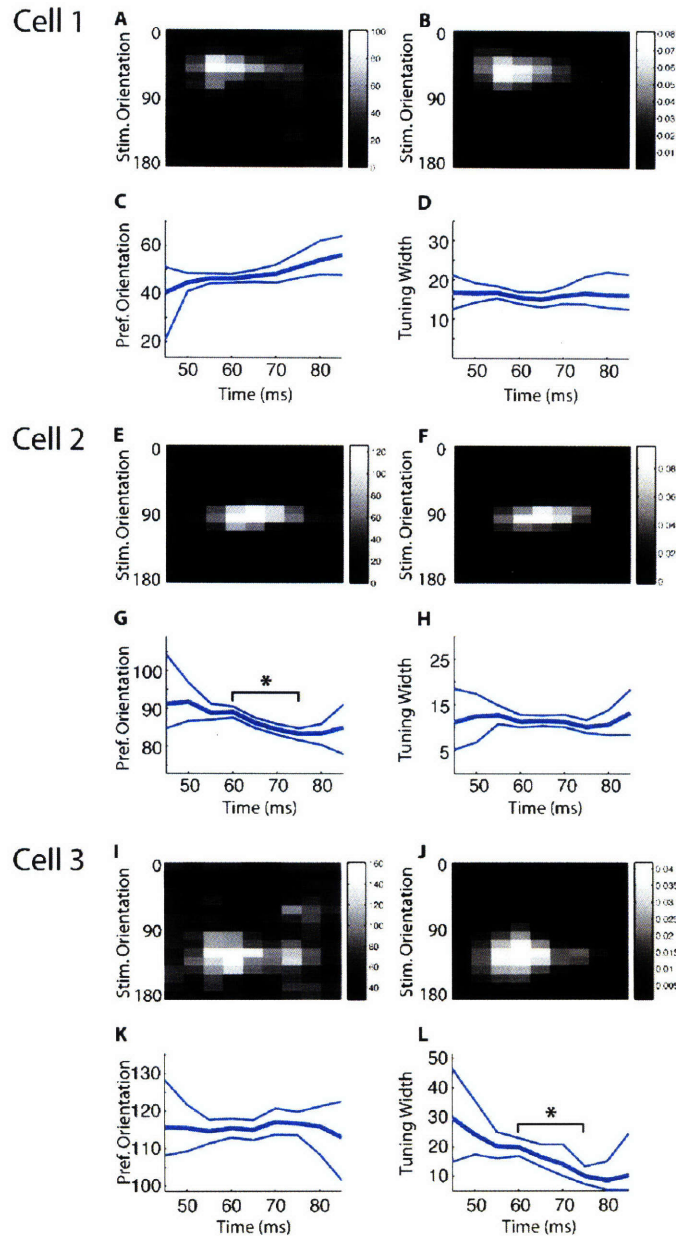 Cell 1
A
Stim. Orientation
0
90
180
100
80
60
40
20
0
B
Stim. Orientation
0
90
180
0.08
0.07
0.06
0.05
0.04
0.03
0.02
0.01
C
Pref. Orientation
60
40
20
50 60 70 80
Time (ms)
D
Tuning Width
30
20
10
50 60 70 80
Time (ms)
Cell 2
E
Stim. Orientation
0
90
180
120
100
80
60
40
20
0
F
Stim. Orientation
0
90
180
0.08
0.06
0.04
0.02
0
G
Pref. Orientation
100
90
80
*
50 60 70 80
Time (ms)
H
Tuning Width
25
15
5
50 60 70 80
Time (ms)
Cell 3
I
Stim. Orientation
0
90
180
160
140
120
100
80
60
40
J
Stim. Orientation
0
90
180
0.04
0.035
0.03
0.025
0.02
0.015
0.01
0.005
K
Pref. Orientation
130
120
110
100
50 60 70 80
Time (ms)
L
Tuning Width
50
40
30
20
10
*
50 60 70 80
Time (ms)